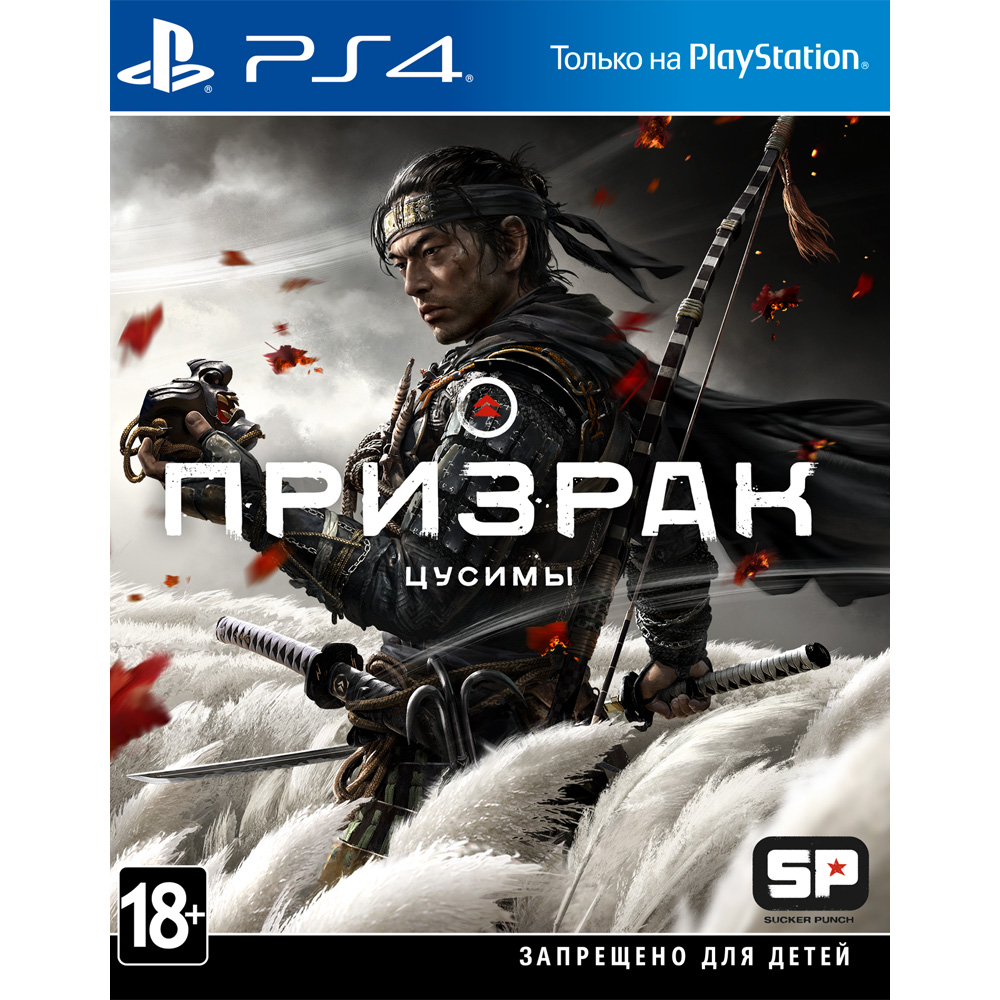 PS4
Только на PlayStation®
ПРИЗРАК
ЦУСИМЫ
SP
SUCKER PUNCH
18+
ЗАПРЕЩЕНО ДЛЯ ДЕТЕЙ